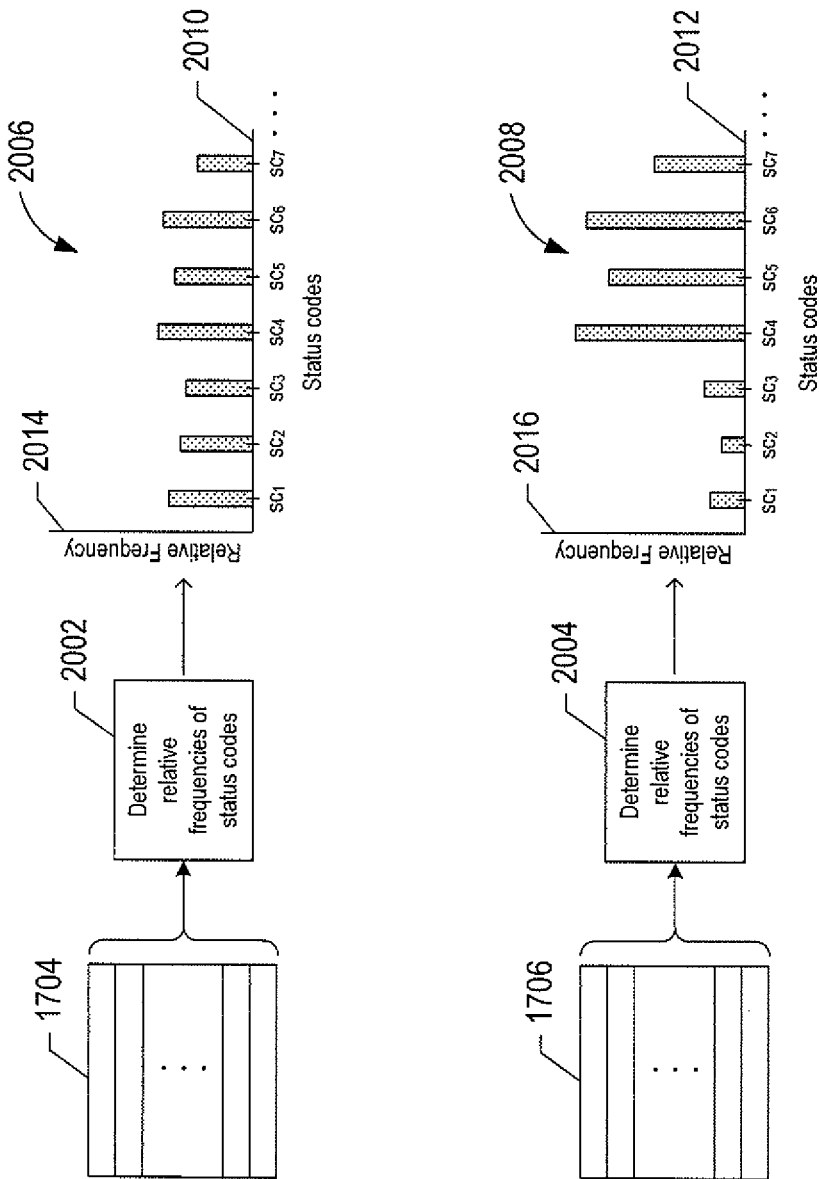 1704
2002
Determine
relative
frequencies of
status codes
2014
Relative Frequency
2006
2010
SC1
SC2
SC3
SC4
SC5
SC6
SC7
Status codes
1706
2004
Determine
relative
frequencies of
status codes
2016
Relative Frequency
2008
2012
SC1
SC2
SC3
SC4
SC5
SC6
SC7
Status codes